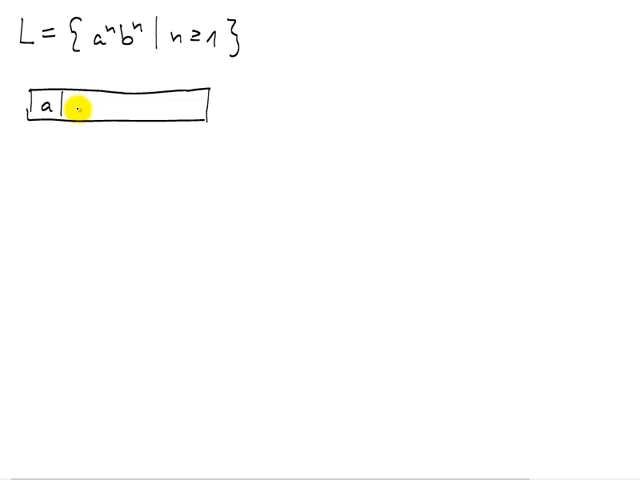 L = { aⁿbⁿ | n ≥ 1 }
a